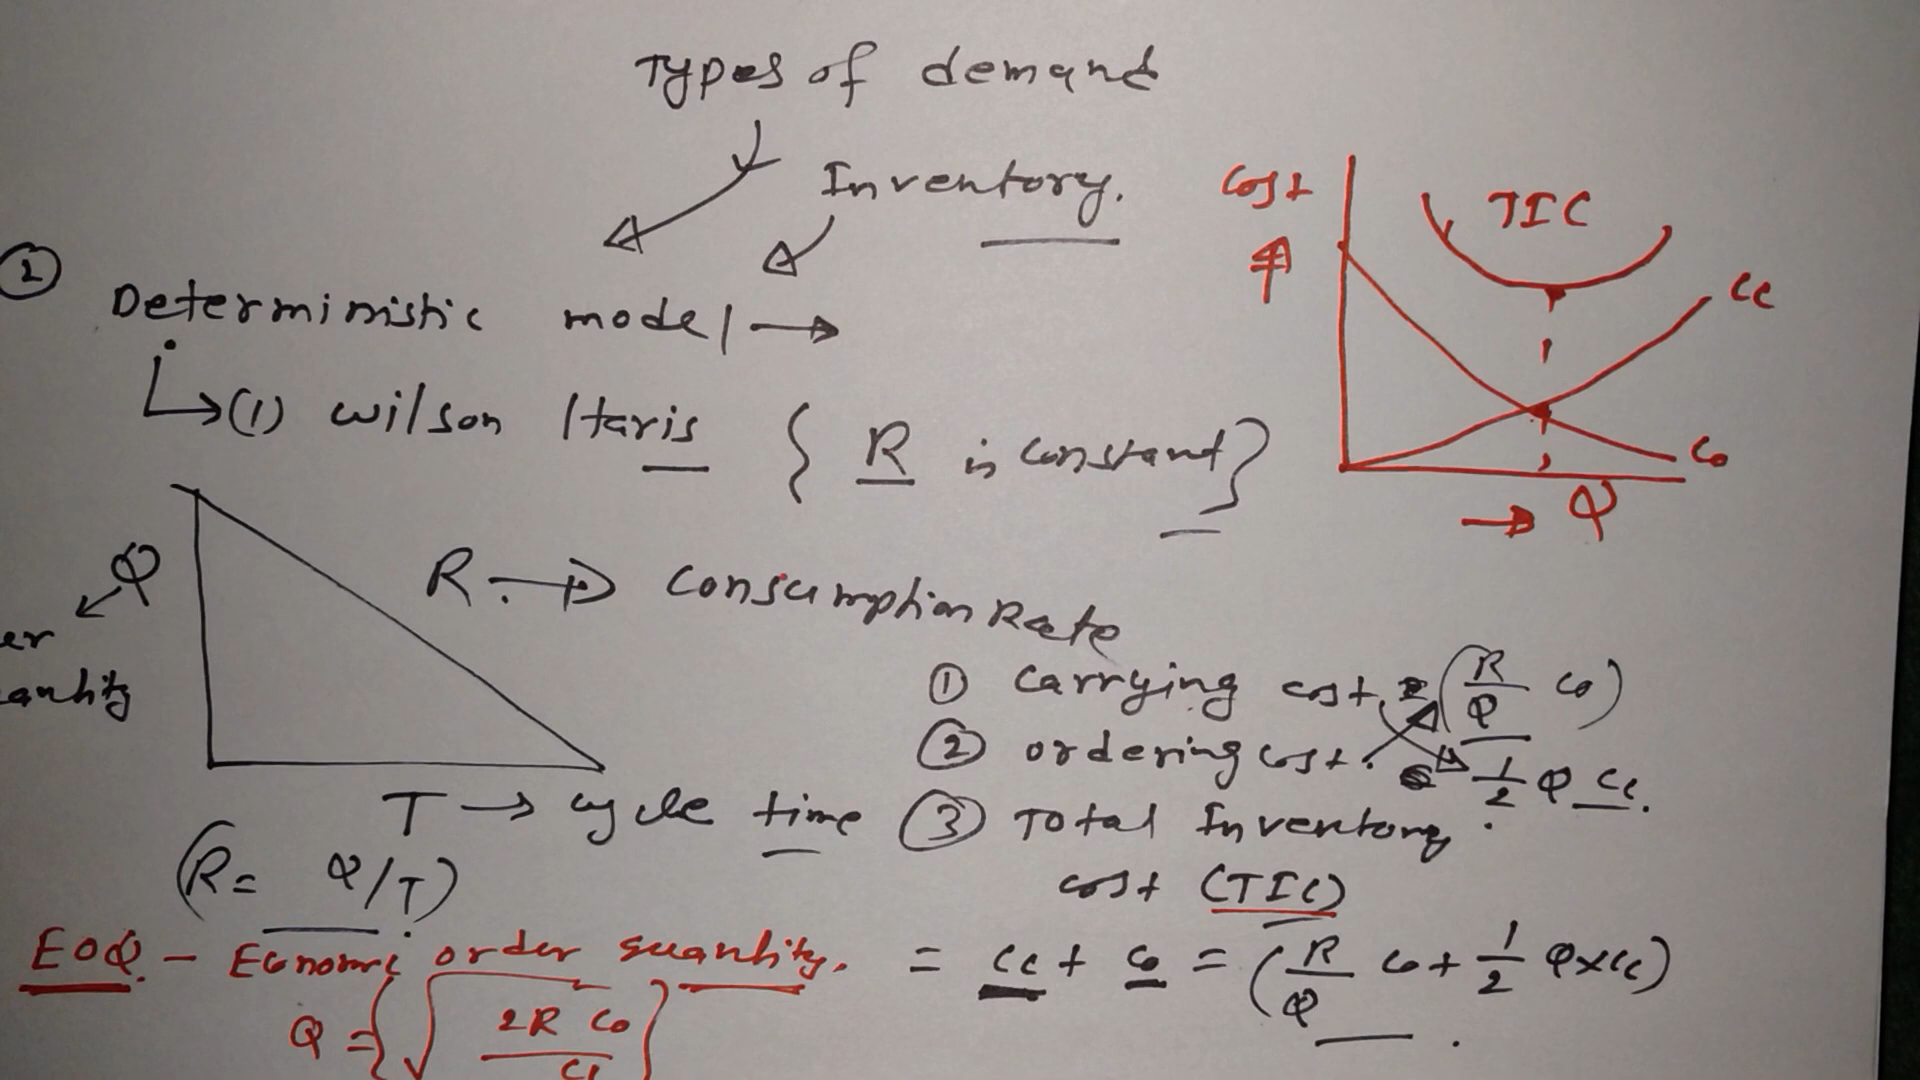 Types of demand
Inventory.
② Deterministic model →
↳ (1) wilson Haris { R is constant }
Cost
TIC
Cc
Co
→ Q
Q
er
antity
R. → Consumption Rate
T → cycle time
(R = Q/T)
① Carrying cost = (R/Q Co)
② ordering cost. = 1/2 Q Cc.
③ Total Inventory
cost (TIC)
= Cc + Co = (R/Q Co + 1/2 Q x Cc)
EOQ. - Economic order quantity.
Q = {√(2R Co / Cc)}